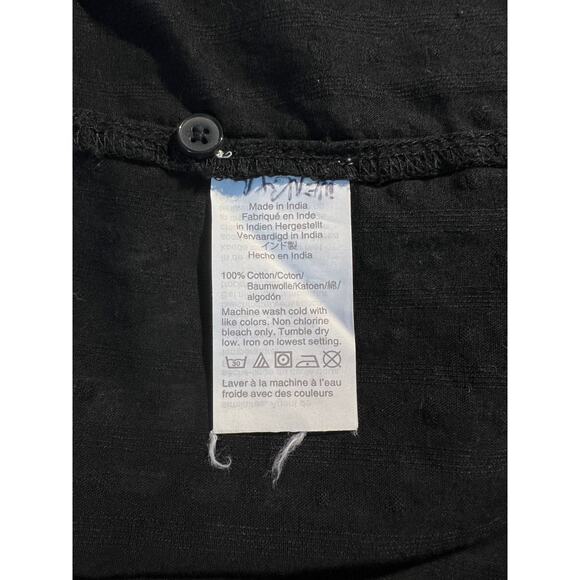 Made in India
Fabriqué en Inde
in Indien Hergestellt
Vervaardigd in India
インド製
Hecho en India
100% Cotton/Coton/
Baumwolle/Katoen/綿/
algodón
Machine wash cold with
like colors. Non chlorine
bleach only. Tumble dry
low. Iron on lowest setting.
30
Laver à la machine à l'eau
froide avec des couleurs